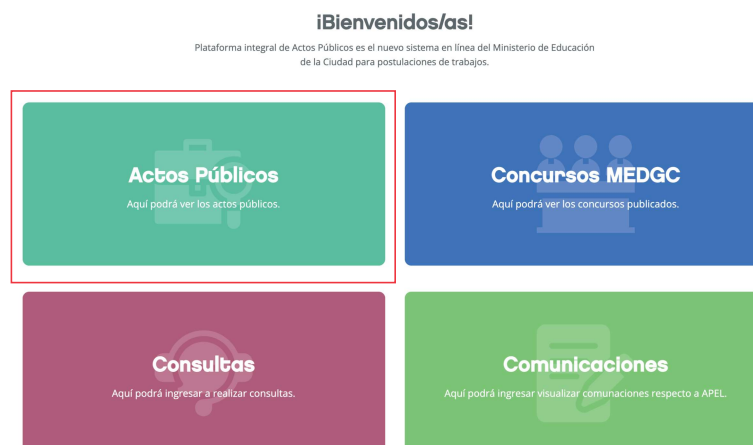 ¡Bienvenidos/as!
Plataforma integral de Actos Públicos es el nuevo sistema en línea del Ministerio de Educación
de la Ciudad para postulaciones de trabajos.
Actos Públicos
Aquí podrá ver los actos públicos.
Concursos MEDGC
Aquí podrá ver los concursos publicados.
Consultas
Aquí podrá ingresar a realizar consultas.
Comunicaciones
Aquí podrá ingresar visualizar comunaciones respecto a APEL.